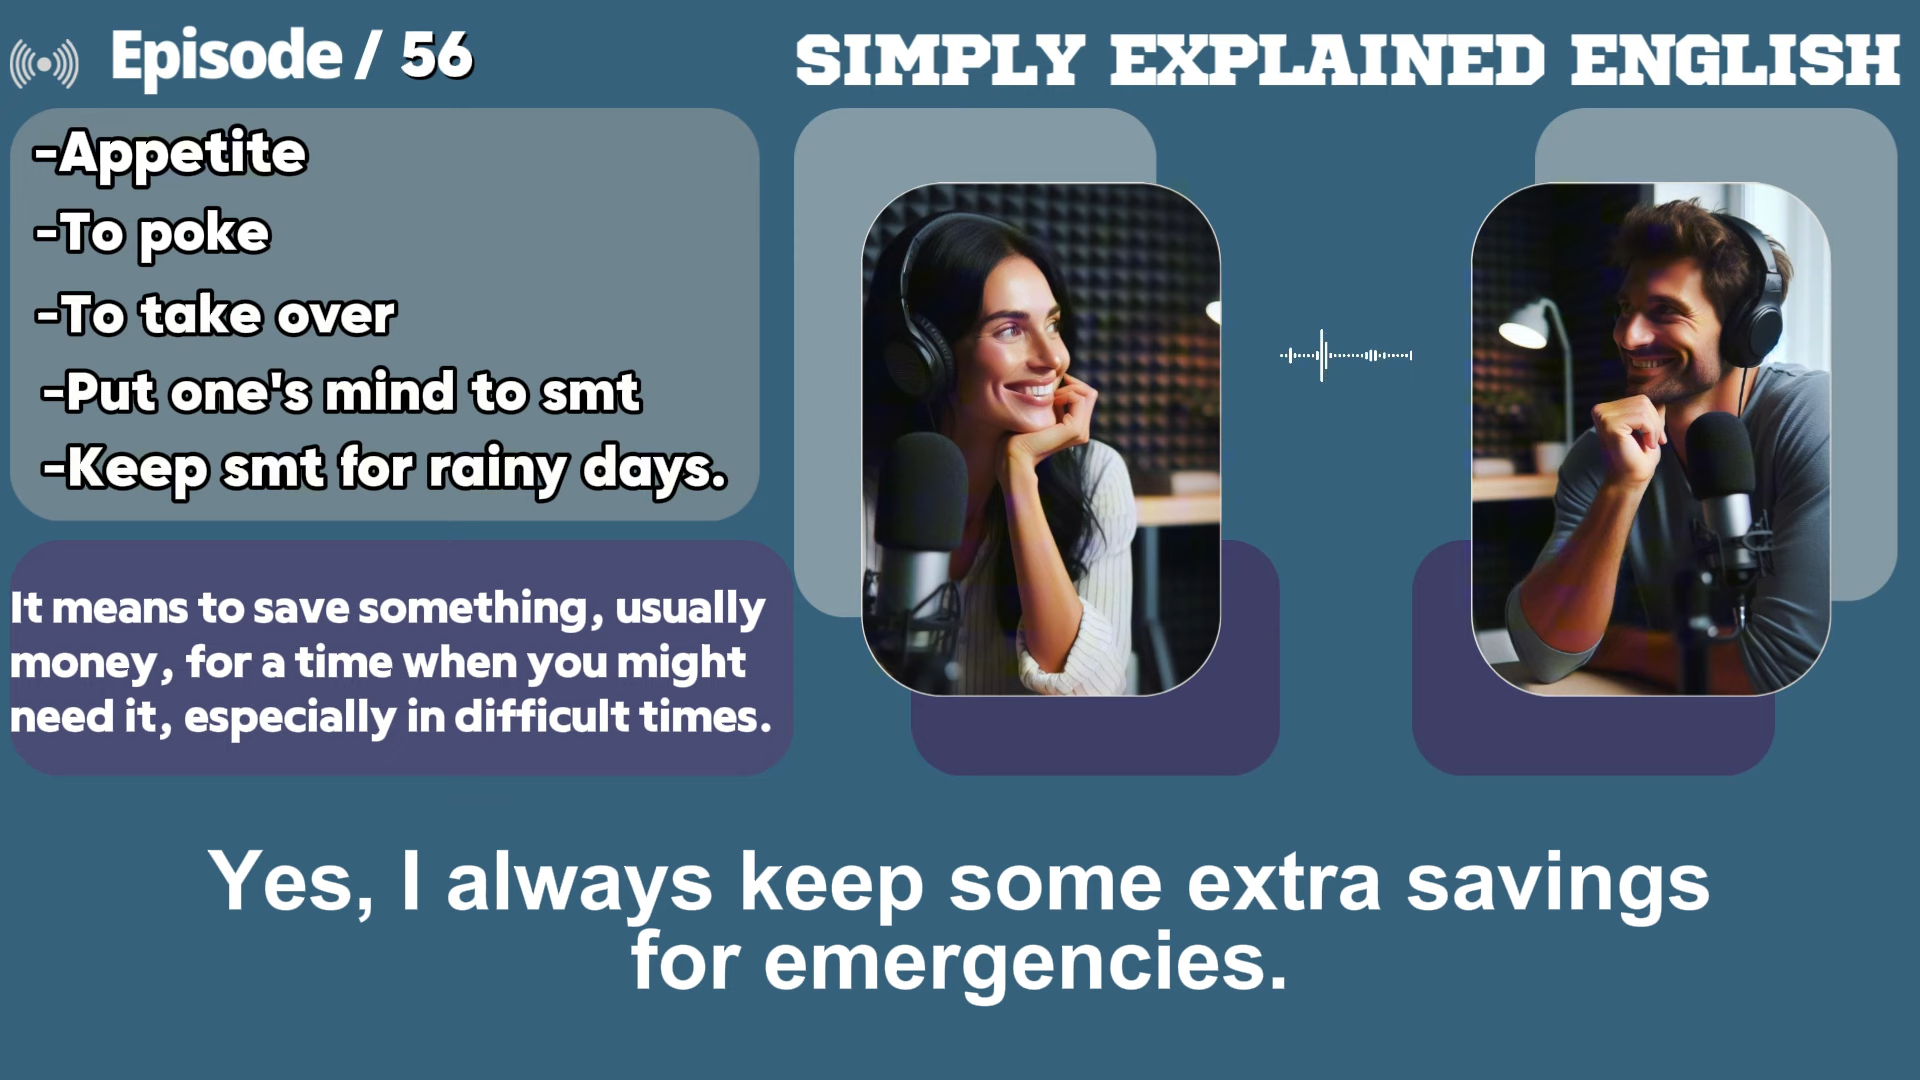 Episode / 56
SIMPLY EXPLAINED ENGLISH
-Appetite
-To poke
-To take over
-Put one's mind to smt
-Keep smt for rainy days.
It means to save something, usually
money, for a time when you might
need it, especially in difficult times.
Yes, I always keep some extra savings
for emergencies.